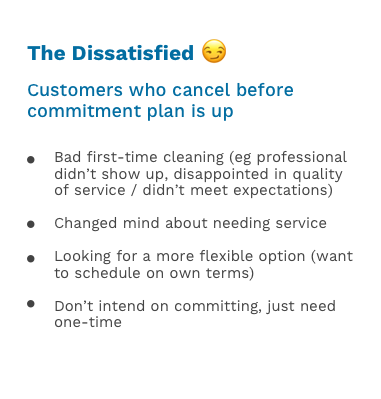 The Dissatisfied 😏
Customers who cancel before
commitment plan is up
● Bad first-time cleaning (eg professional
didn’t show up, disappointed in quality
of service / didn’t meet expectations)
● Changed mind about needing service
● Looking for a more flexible option (want
to schedule on own terms)
● Don’t intend on committing, just need
one-time